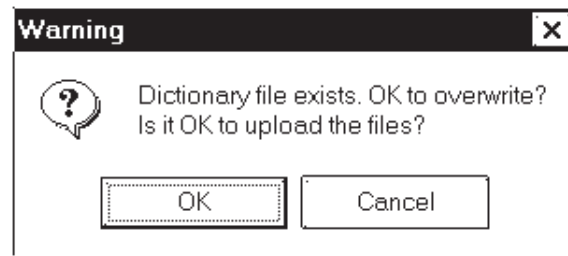 Warning
Dictionary file exists. OK to overwrite?
Is it OK to upload the files?
OK
Cancel